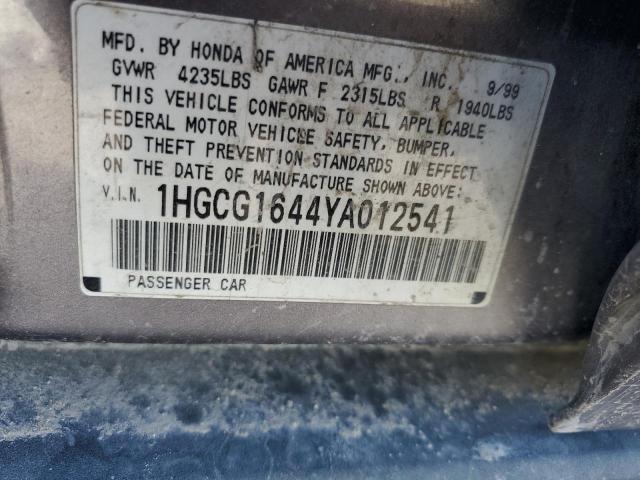 MFD. BY HONDA OF AMERICA MFG., INC. 9/99
GVWR 4235LBS GAWR F 2315LBS R 1940LBS
THIS VEHICLE CONFORMS TO ALL APPLICABLE
FEDERAL MOTOR VEHICLE SAFETY, BUMPER,
AND THEFT PREVENTION STANDARDS IN EFFECT
ON THE DATE OF MANUFACTURE SHOWN ABOVE.
V.I.N. 1HGCG1644YA012541
PASSENGER CAR